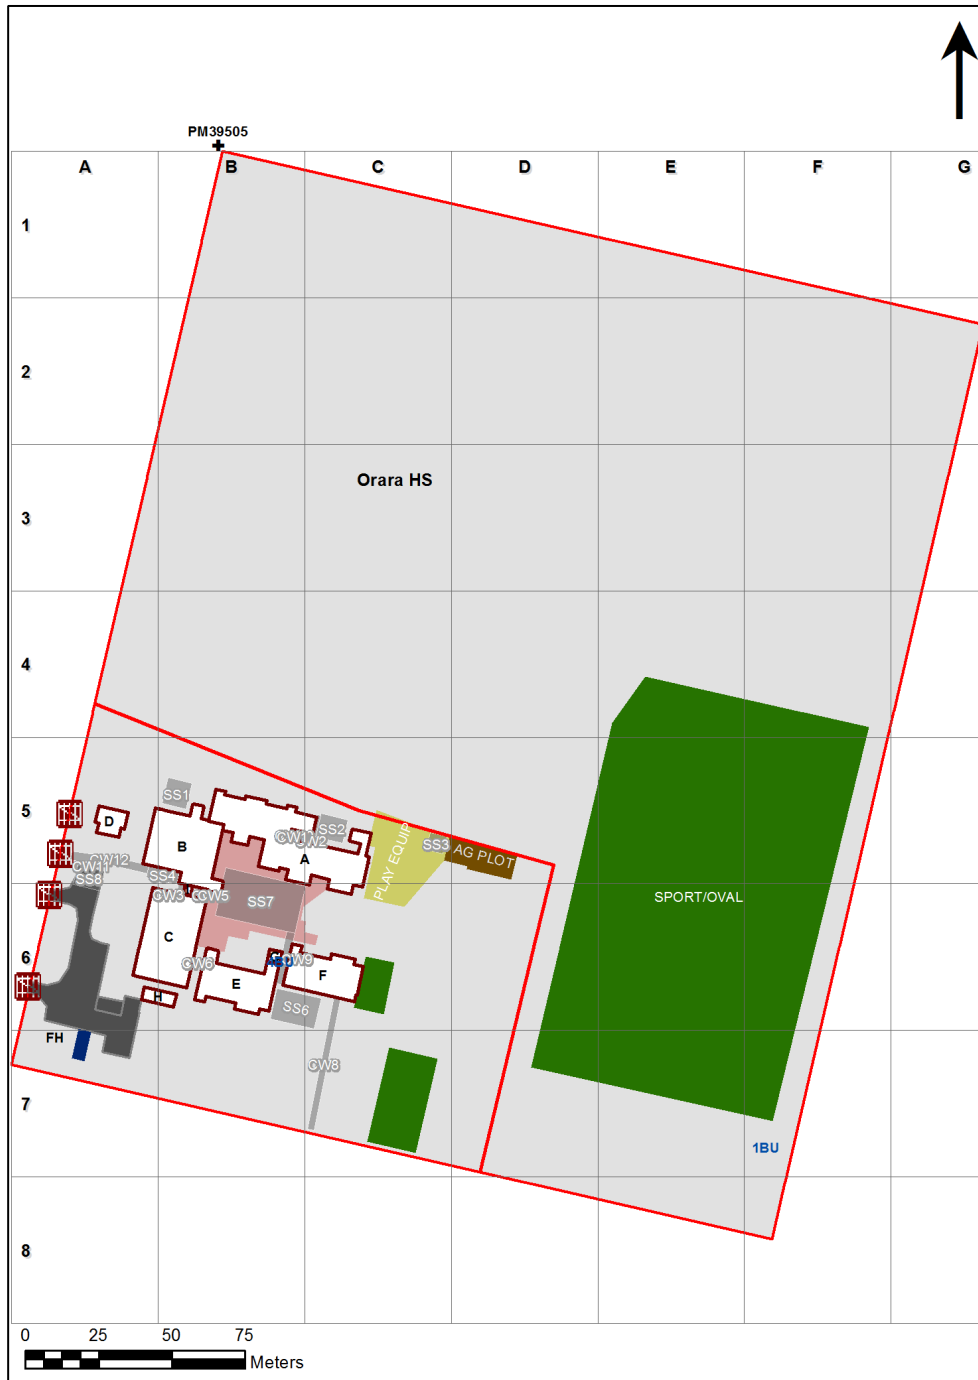 PM39505
A B C D E F G
1
2
Orara HS
3
4
5
SS1
D
SS2
CW2
B
A
PLAY EQUIP
SS3
AG PLOT
CW12
CW11
SS8
SS4
CW3
CW5
SS7
SPORT/OVAL
C
6
CW6
CW9
E
F
H
SS6
FH
CW8
7
1BU
8
0 25 50 75
Meters